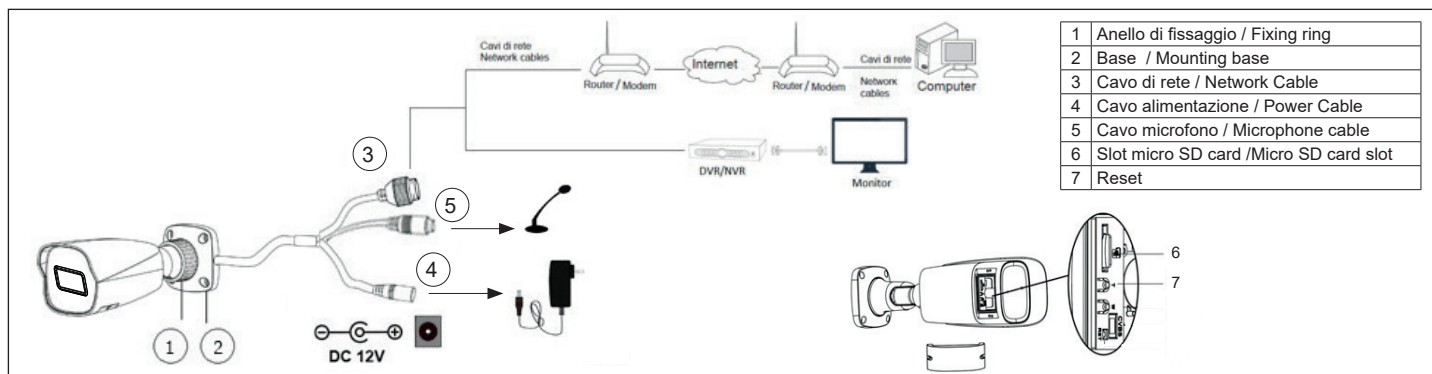 Cavi di rete
Network cables
Router / Modem
Internet
Router / Modem
Cavi di rete
Network
cables
Computer
DVR/NVR
Monitor
3
5
4
1
2
DC 12V
1 Anello di fissaggio / Fixing ring
2 Base / Mounting base
3 Cavo di rete / Network Cable
4 Cavo alimentazione / Power Cable
5 Cavo microfono / Microphone cable
6 Slot micro SD card /Micro SD card slot
7 Reset
6
7
CVBS